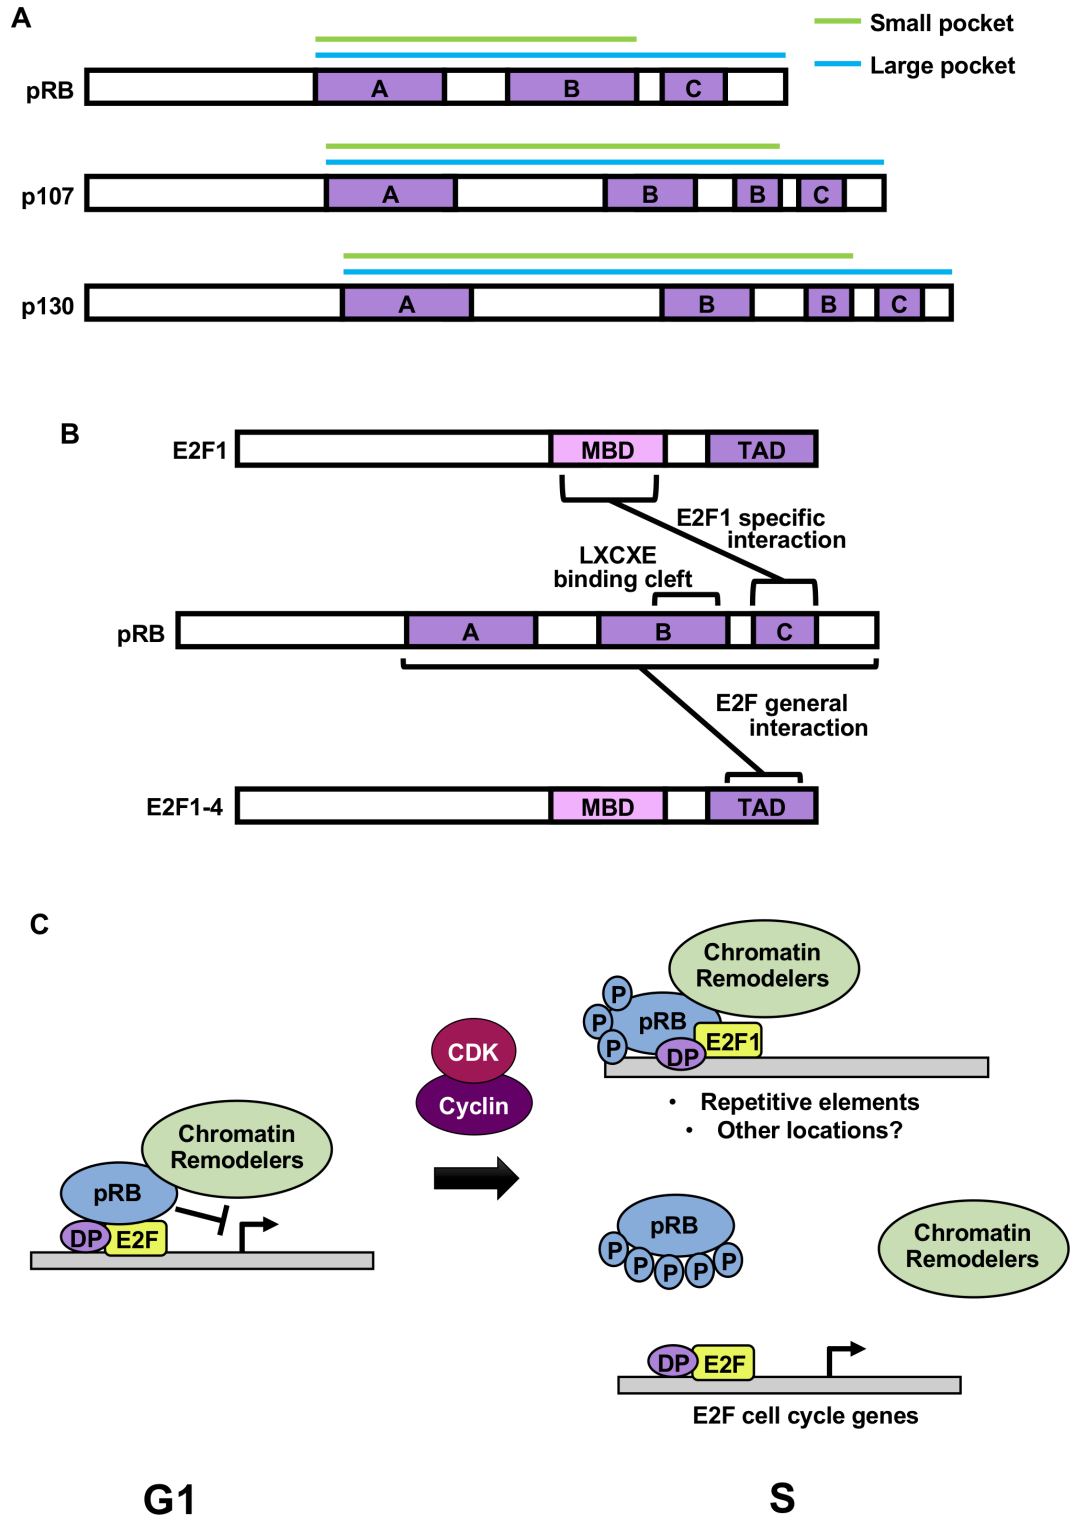 A
Small pocket
Large pocket
pRB
A
B
C
p107
A
B
B
C
p130
A
B
B
C
B
E2F1
MBD
TAD
E2F1 specific
interaction
LXCXE
binding cleft
pRB
A
B
C
E2F general
interaction
E2F1-4
MBD
TAD
C
Chromatin
Remodelers
pRB
DP
E2F
CDK
Cyclin
Chromatin
Remodelers
P
P
P
pRB
DP
E2F1
• Repetitive elements
• Other locations?
pRB
P
P
P
P
P
Chromatin
Remodelers
DP
E2F
E2F cell cycle genes
G1
S